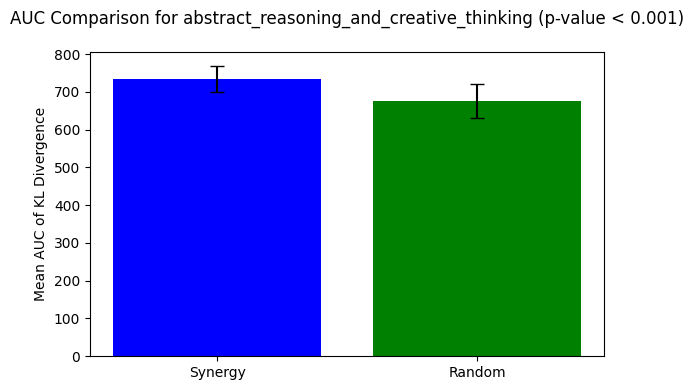 AUC Comparison for abstract_reasoning_and_creative_thinking (p-value < 0.001)
800
700
600
500
400
300
200
100
0
Mean AUC of KL Divergence
Synergy
Random